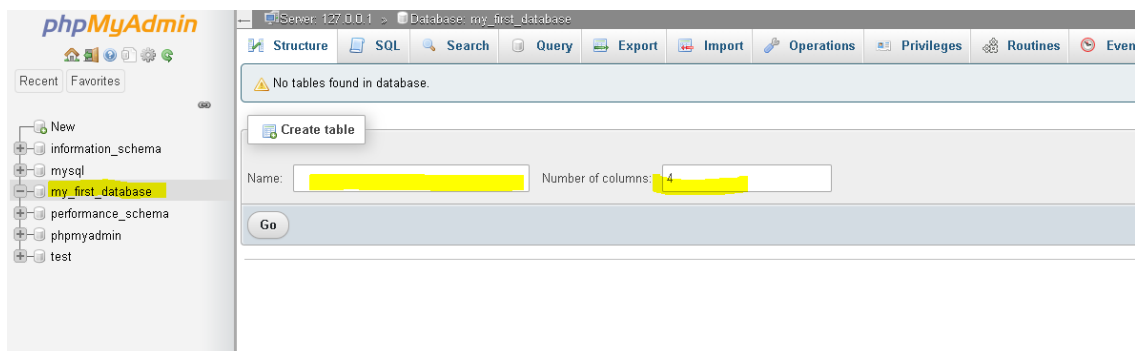 phpMyAdmin
Recent Favorites
New
information_schema
mysql
my_first_database
performance_schema
phpmyadmin
test
Server: 127.0.0.1 » Database: my_first_database
Structure SQL Search Query Export Import Operations Privileges Routines Even
No tables found in database.
Create table
Name: Number of columns: 4
Go